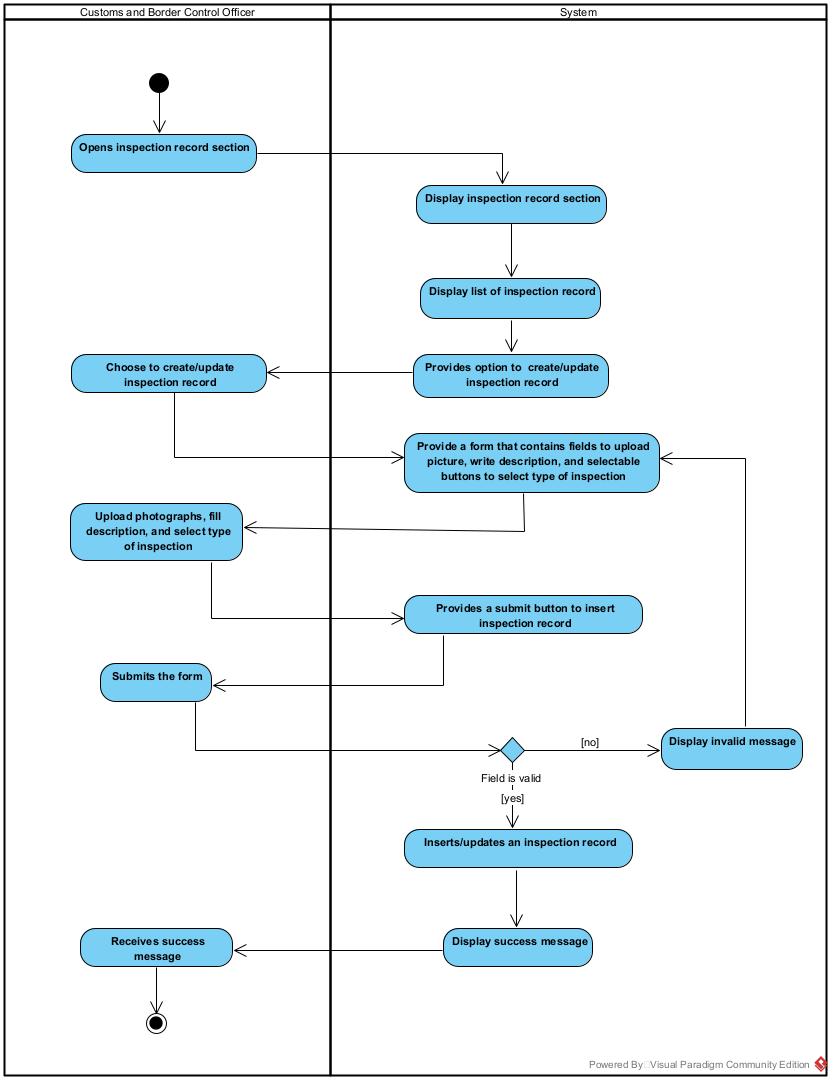 Customs and Border Control Officer
System
Opens inspection record section
Display inspection record section
Display list of inspection record
Provides option to create/update
inspection record
Choose to create/update
inspection record
Provide a form that contains fields to upload
picture, write description, and selectable
buttons to select type of inspection
Upload photographs, fill
description, and select type
of inspection
Provides a submit button to insert
inspection record
Submits the form
[no]
Display invalid message
Field is valid
[yes]
Inserts/updates an inspection record
Display success message
Receives success
message
Powered By Visual Paradigm Community Edition